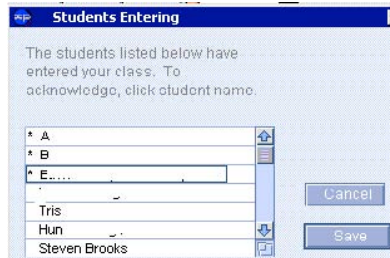 Students Entering
The students listed below have
entered your class. To
acknowledge, click student name.
* A
* B
* E
Tris
Hun
Steven Brooks
Cancel
Save